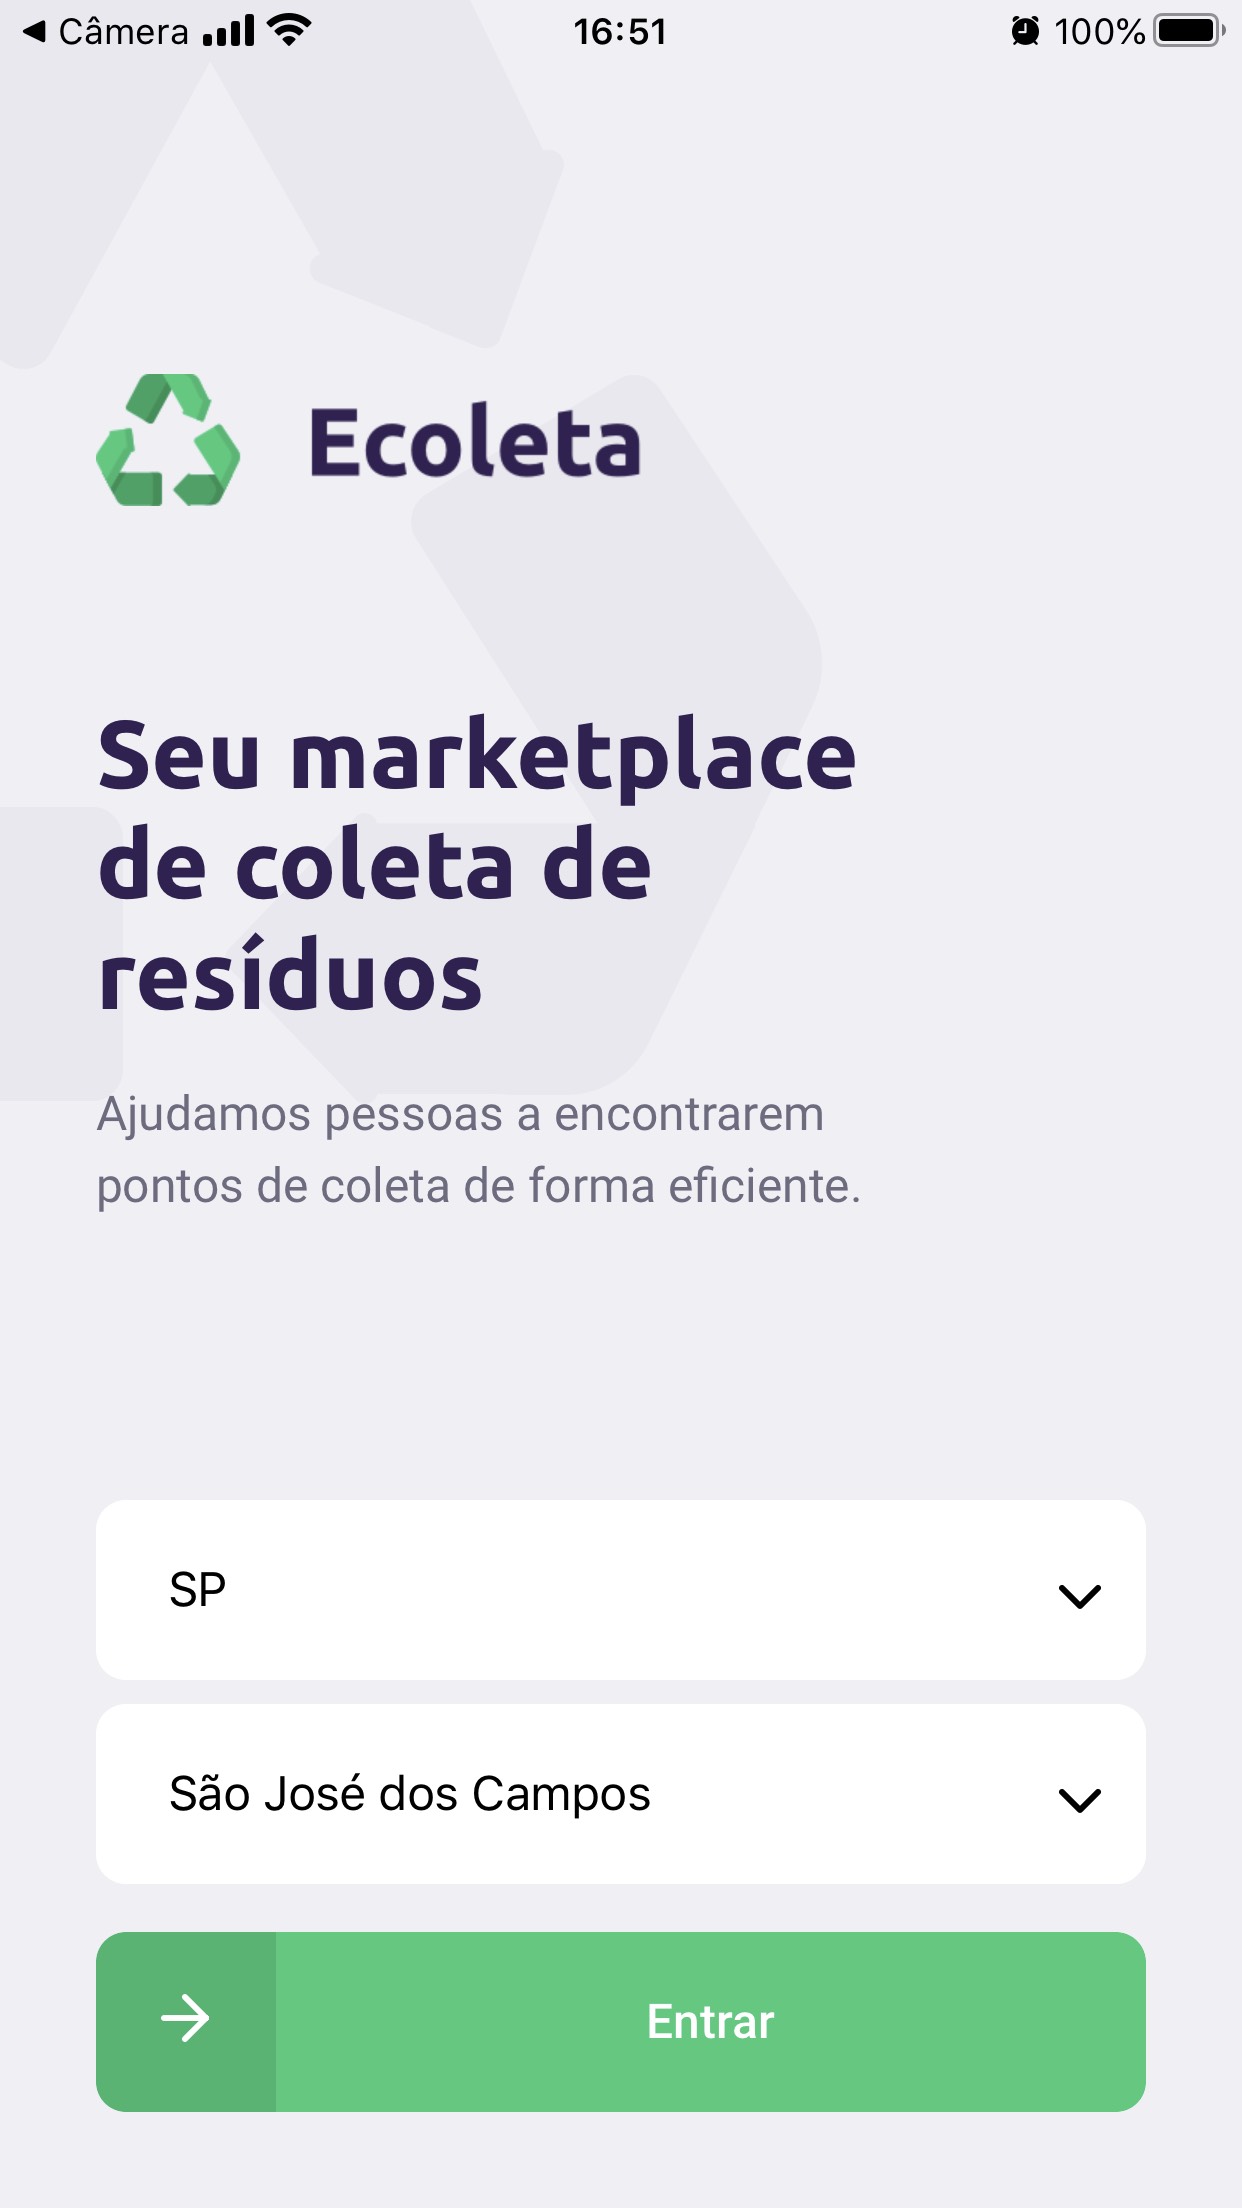 Câmera 16:51 100%
Ecoleta
Seu marketplace
de coleta de
resíduos
Ajudamos pessoas a encontrarem
pontos de coleta de forma eficiente.
SP
São José dos Campos
Entrar